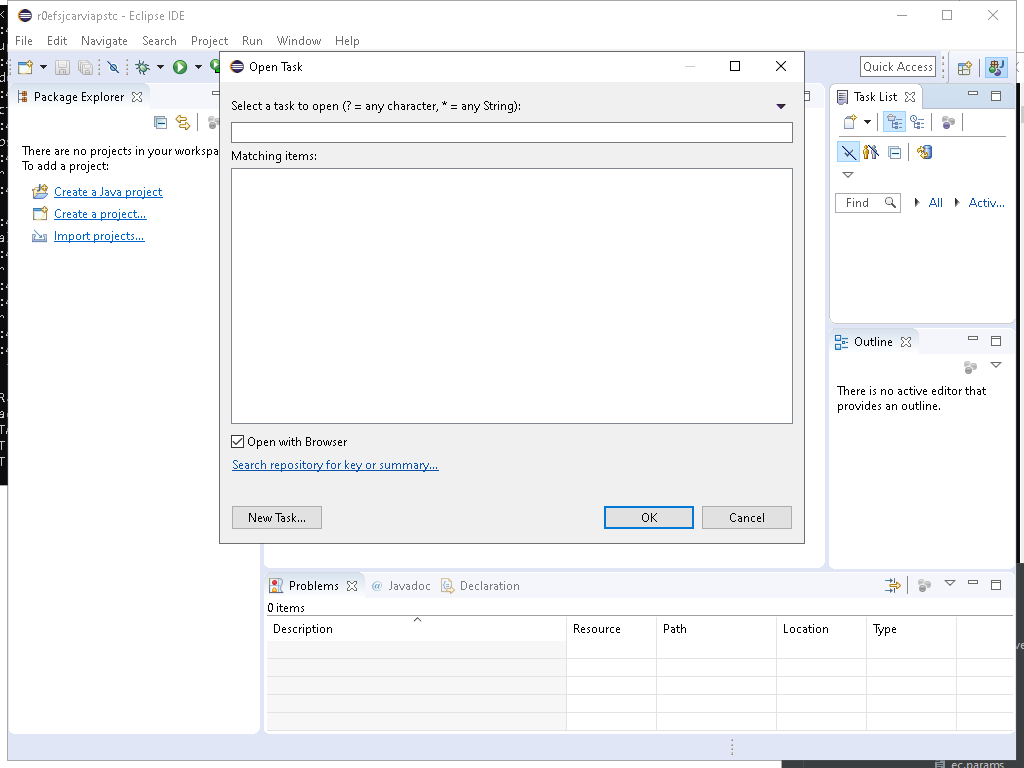 r0efsjcarviapstc - Eclipse IDE
File Edit Navigate Search Project Run Window Help
Quick Access
Package Explorer
There are no projects in your workspa
To add a project:
Create a Java project
Create a project...
Import projects...
Open Task
Select a task to open (? = any character, * = any String):
Matching items:
Open with Browser
Search repository for key or summary...
New Task...
OK
Cancel
Task List
Find
All
Activ...
Outline
There is no active editor that
provides an outline.
Problems
@ Javadoc
Declaration
0 items
Description Resource Path Location Type
ec.params